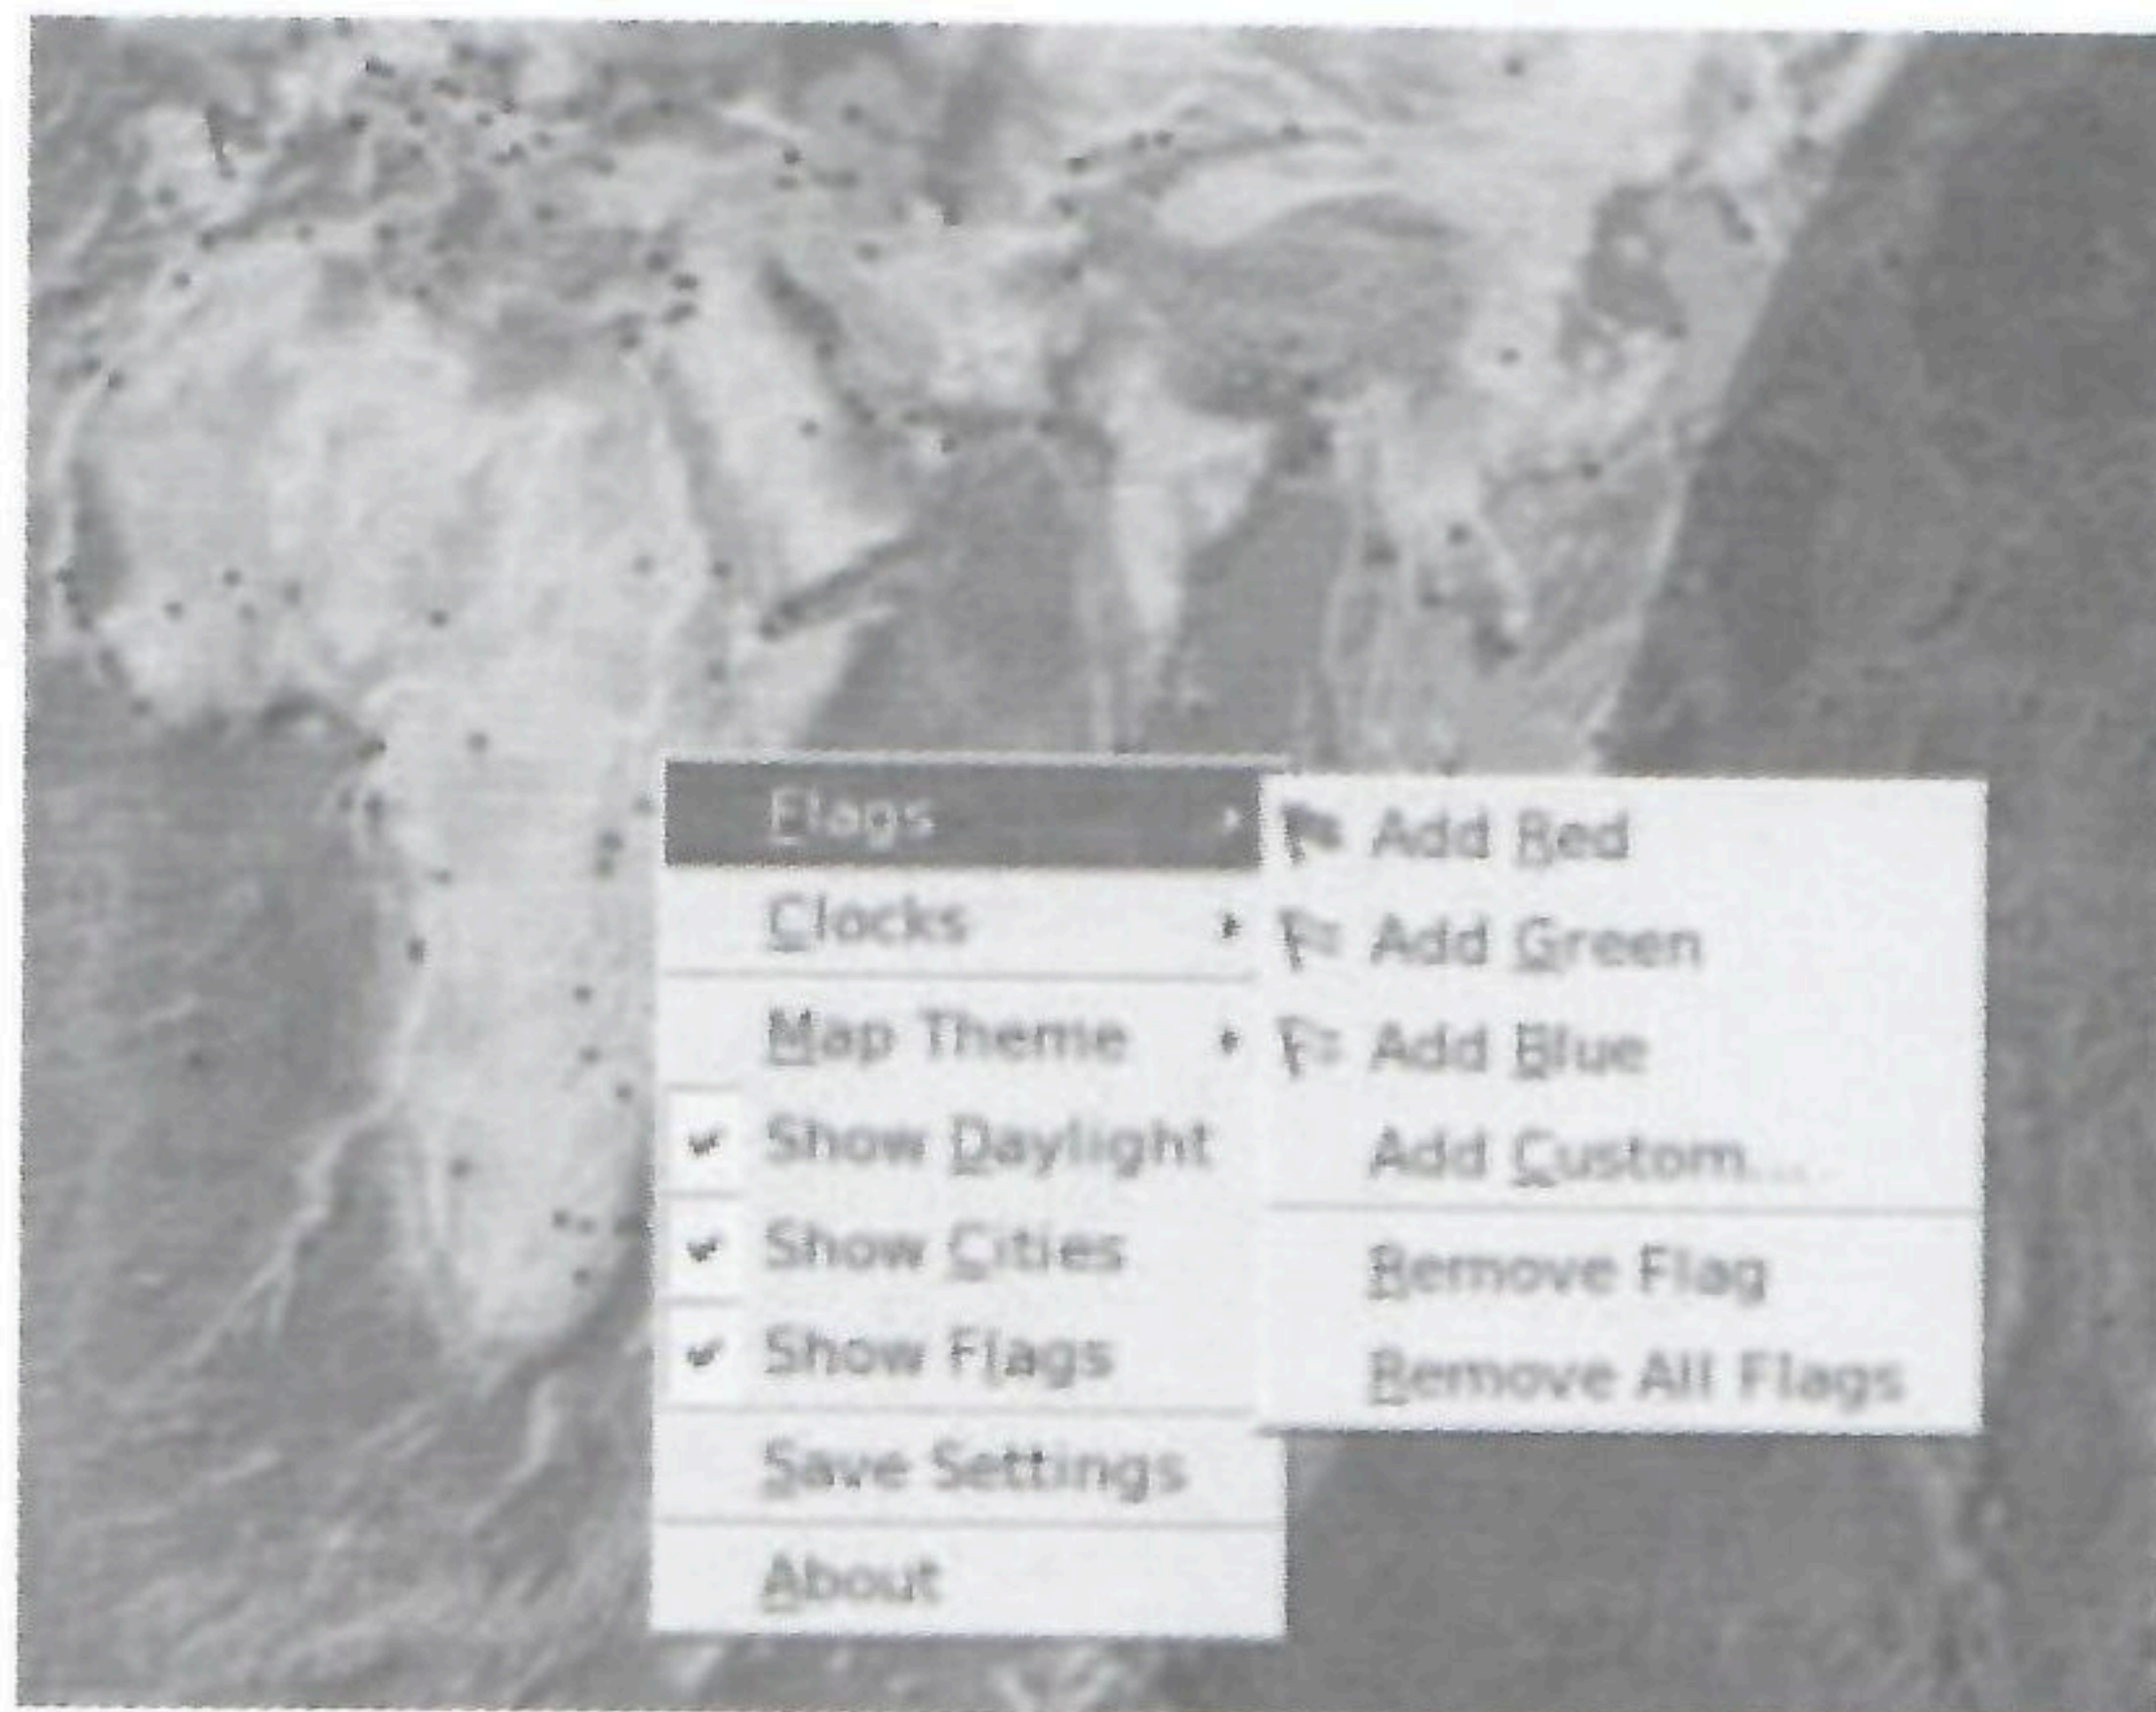 Flags
Clocks
Map Theme
Show Daylight
Show Cities
Show Flags
Save Settings
About
Add Red
Add Green
Add Blue
Add Custom...
Remove Flag
Remove All Flags